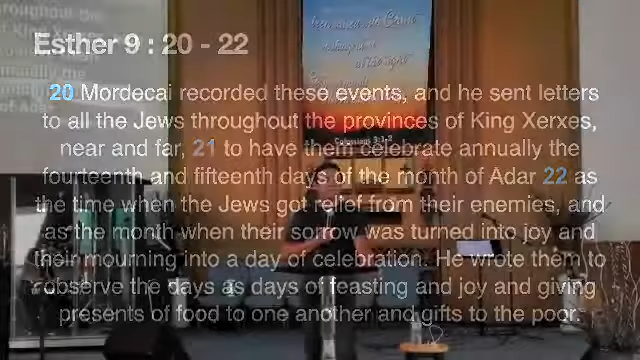 Esther 9 : 20 - 22
20 Mordecai recorded these events, and he sent letters
to all the Jews throughout the provinces of King Xerxes,
near and far, 21 to have them celebrate annually the
fourteenth and fifteenth days of the month of Adar 22 as
the time when the Jews got relief from their enemies, and
as the month when their sorrow was turned into joy and
their mourning into a day of celebration. He wrote them to
observe the days as days of feasting and joy and giving
presents of food to one another and gifts to the poor.